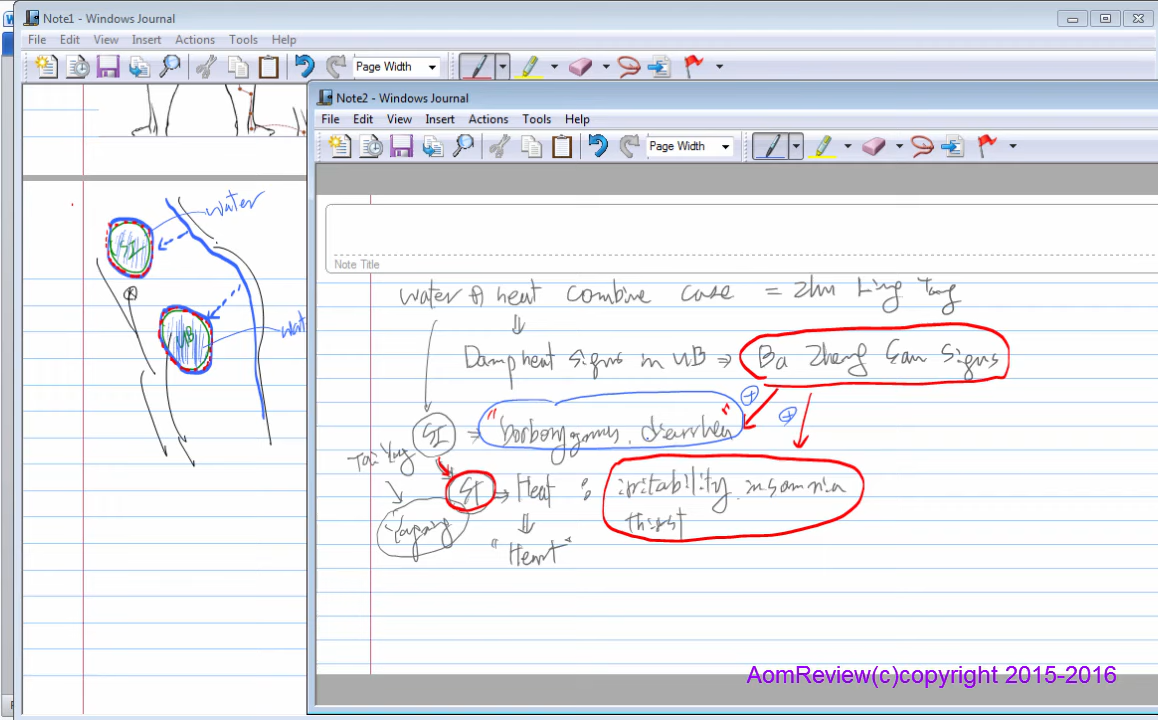 Note1 - Windows Journal
File Edit View Insert Actions Tools Help
Page Width
water
SI
UB
wat
Note2 - Windows Journal
File Edit View Insert Actions Tools Help
Page Width
Note Title
water & heat combine case = Zhu Ling Tang
Damp heat signs in UB ⇒ Ba Zheng San Signs
SI ⇒ "borborygmus, diarrhea"
Tai Yang
ST ⇒ Heat : irritability, insomnia
thirst
Yangming
"Heart"
AomReview(c)copyright 2015-2016